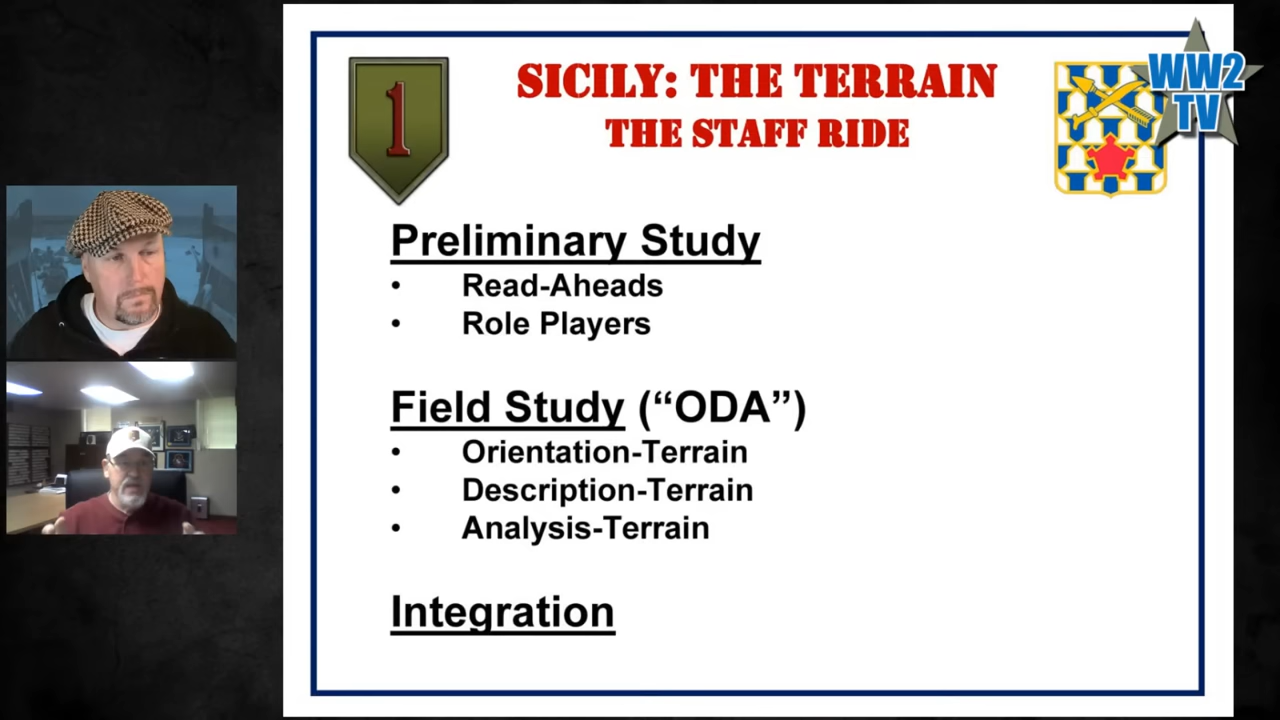 SICILY: THE TERRAIN
THE STAFF RIDE
WW2
TV
1
Preliminary Study
• Read-Aheads
• Role Players
Field Study (“ODA”)
• Orientation-Terrain
• Description-Terrain
• Analysis-Terrain
Integration